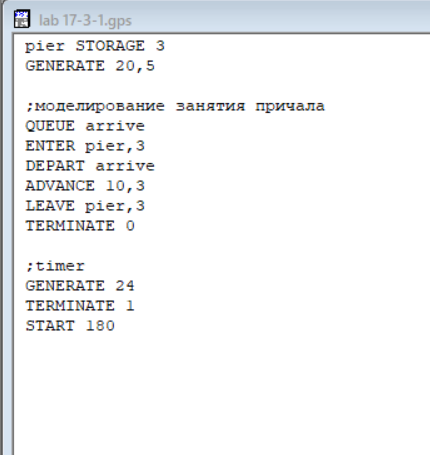 lab 17-3-1.gps
pier STORAGE 3
GENERATE 20,5
;моделирование занятия причала
QUEUE arrive
ENTER pier,3
DEPART arrive
ADVANCE 10,3
LEAVE pier,3
TERMINATE 0
;timer
GENERATE 24
TERMINATE 1
START 180